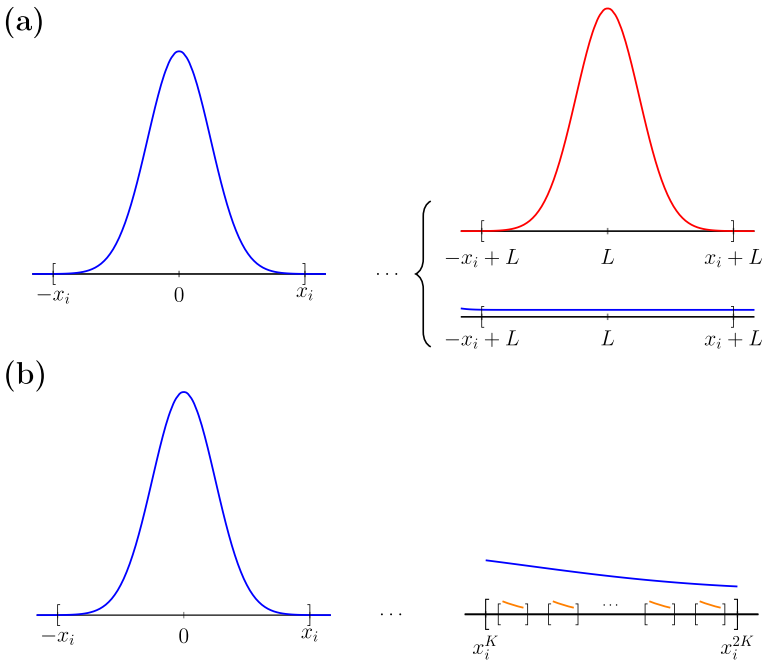 (a)
−x_i 0 x_i ⋯
−x_i + L L x_i + L
−x_i + L L x_i + L
(b)
−x_i 0 x_i ⋯
⋯
x_i^K x_i^{2K}